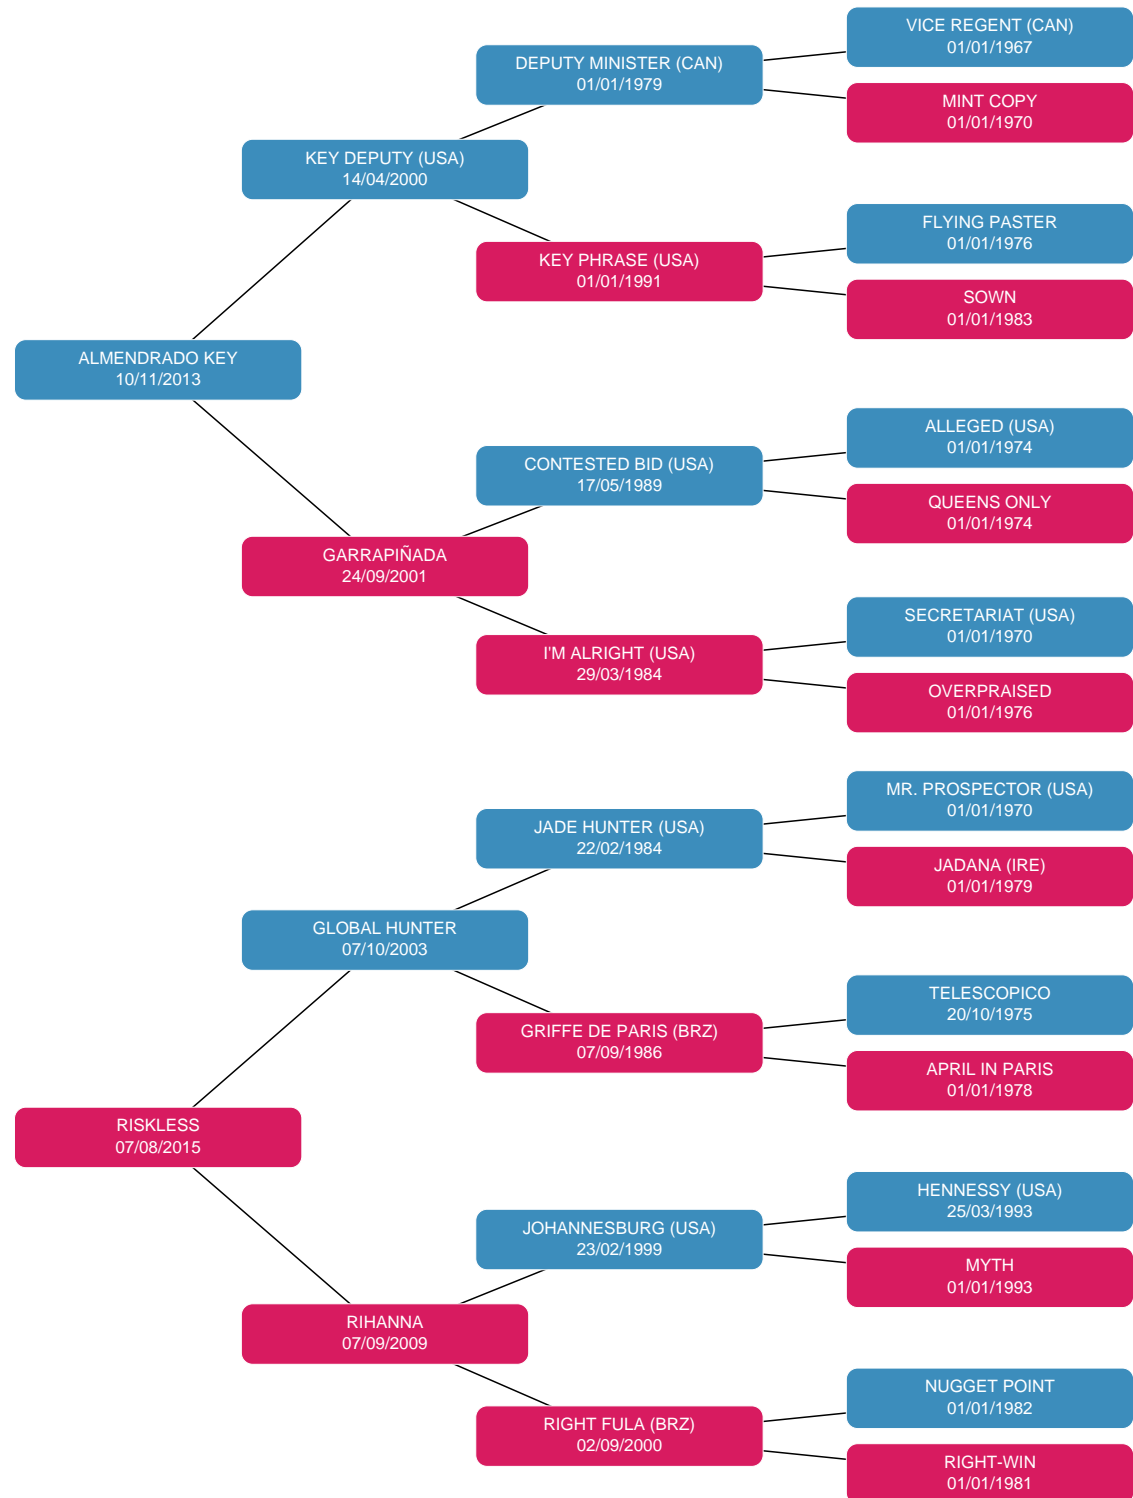 VICE REGENT (CAN)
01/01/1967
DEPUTY MINISTER (CAN)
01/01/1979
MINT COPY
01/01/1970
KEY DEPUTY (USA)
14/04/2000
FLYING PASTER
01/01/1976
KEY PHRASE (USA)
01/01/1991
SOWN
01/01/1983
ALMENDRADO KEY
10/11/2013
ALLEGED (USA)
01/01/1974
CONTESTED BID (USA)
17/05/1989
QUEENS ONLY
01/01/1974
GARRAPIÑADA
24/09/2001
SECRETARIAT (USA)
01/01/1970
I'M ALRIGHT (USA)
29/03/1984
OVERPRAISED
01/01/1976
MR. PROSPECTOR (USA)
01/01/1970
JADE HUNTER (USA)
22/02/1984
JADANA (IRE)
01/01/1979
GLOBAL HUNTER
07/10/2003
TELESCOPICO
20/10/1975
GRIFFE DE PARIS (BRZ)
07/09/1986
APRIL IN PARIS
01/01/1978
RISKLESS
07/08/2015
HENNESSY (USA)
25/03/1993
JOHANNESBURG (USA)
23/02/1999
MYTH
01/01/1993
RIHANNA
07/09/2009
NUGGET POINT
01/01/1982
RIGHT FULA (BRZ)
02/09/2000
RIGHT-WIN
01/01/1981